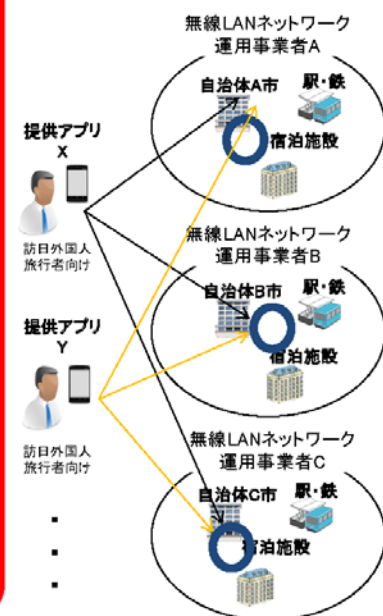 無線LANネットワーク
運用事業者A
自治体A市
駅・鉄
宿泊施設
提供アプリ
X
訪日外国人
旅行者向け
無線LANネットワーク
運用事業者B
自治体B市
駅・鉄
宿泊施設
提供アプリ
Y
訪日外国人
旅行者向け
無線LANネットワーク
運用事業者C
自治体C市
駅・鉄
宿泊施設